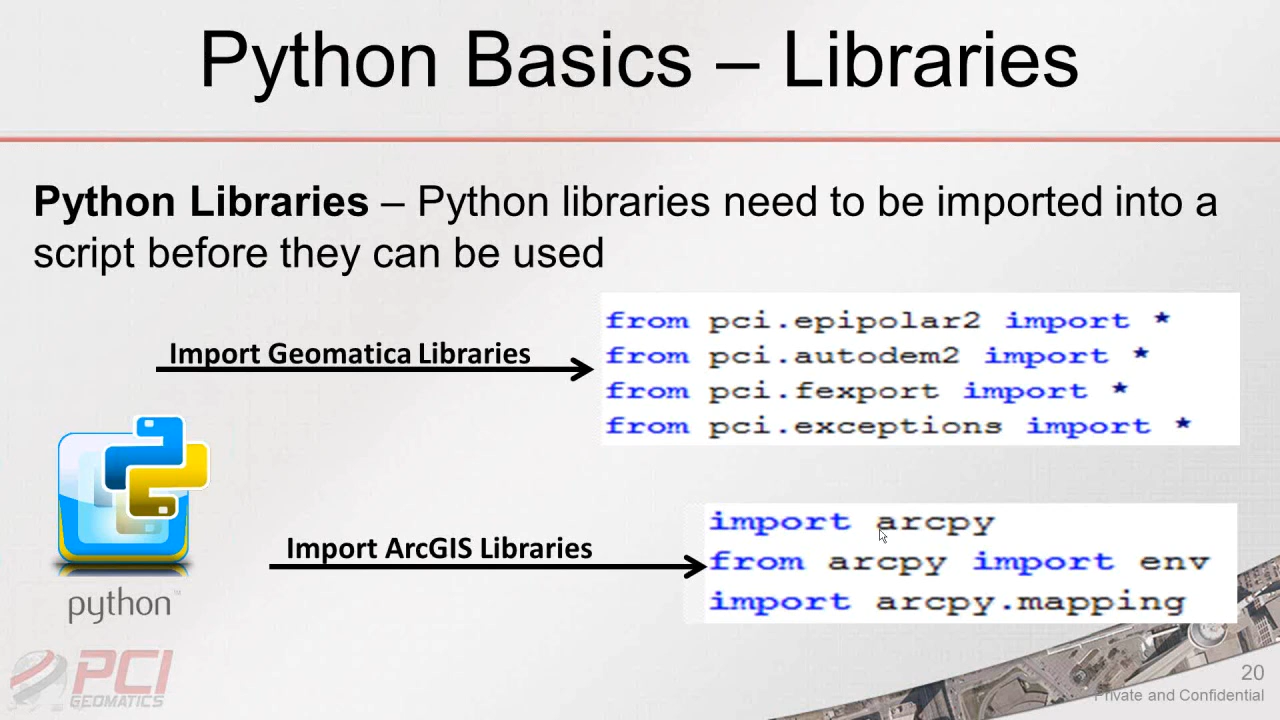 Python Basics – Libraries
Python Libraries – Python libraries need to be imported into a
script before they can be used
Import Geomatica Libraries
from pci.epipolar2 import *
from pci.autodem2 import *
from pci.fexport import *
from pci.exceptions import *
Import ArcGIS Libraries
import arcpy
from arcpy import env
import arcpy.mapping
python™
PCI
GEOMATICS
20
Private and Confidential